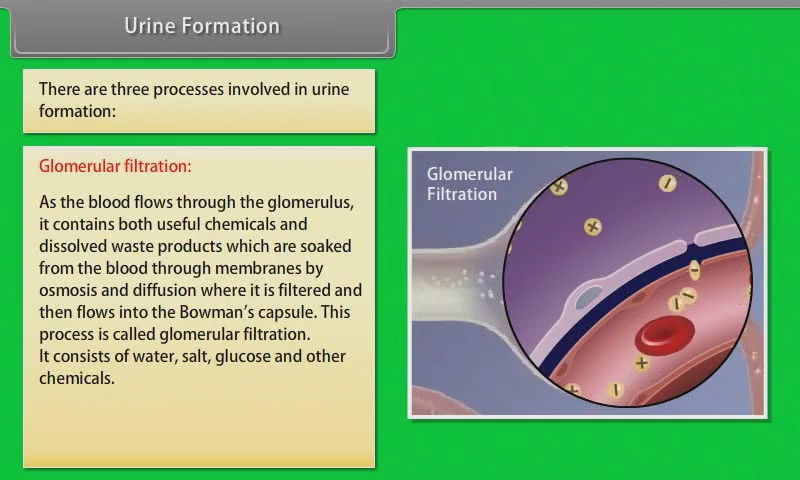 Urine Formation
There are three processes involved in urine
formation:
Glomerular filtration:
As the blood flows through the glomerulus,
it contains both useful chemicals and
dissolved waste products which are soaked
from the blood through membranes by
osmosis and diffusion where it is filtered and
then flows into the Bowman's capsule. This
process is called glomerular filtration.
It consists of water, salt, glucose and other
chemicals.
Glomerular
Filtration